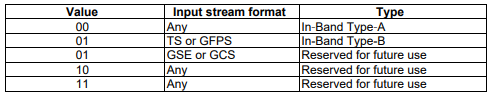 Value Input stream format Type
00 Any In-Band Type-A
01 TS or GFPS In-Band Type-B
01 GSE or GCS Reserved for future use
10 Any Reserved for future use
11 Any Reserved for future use